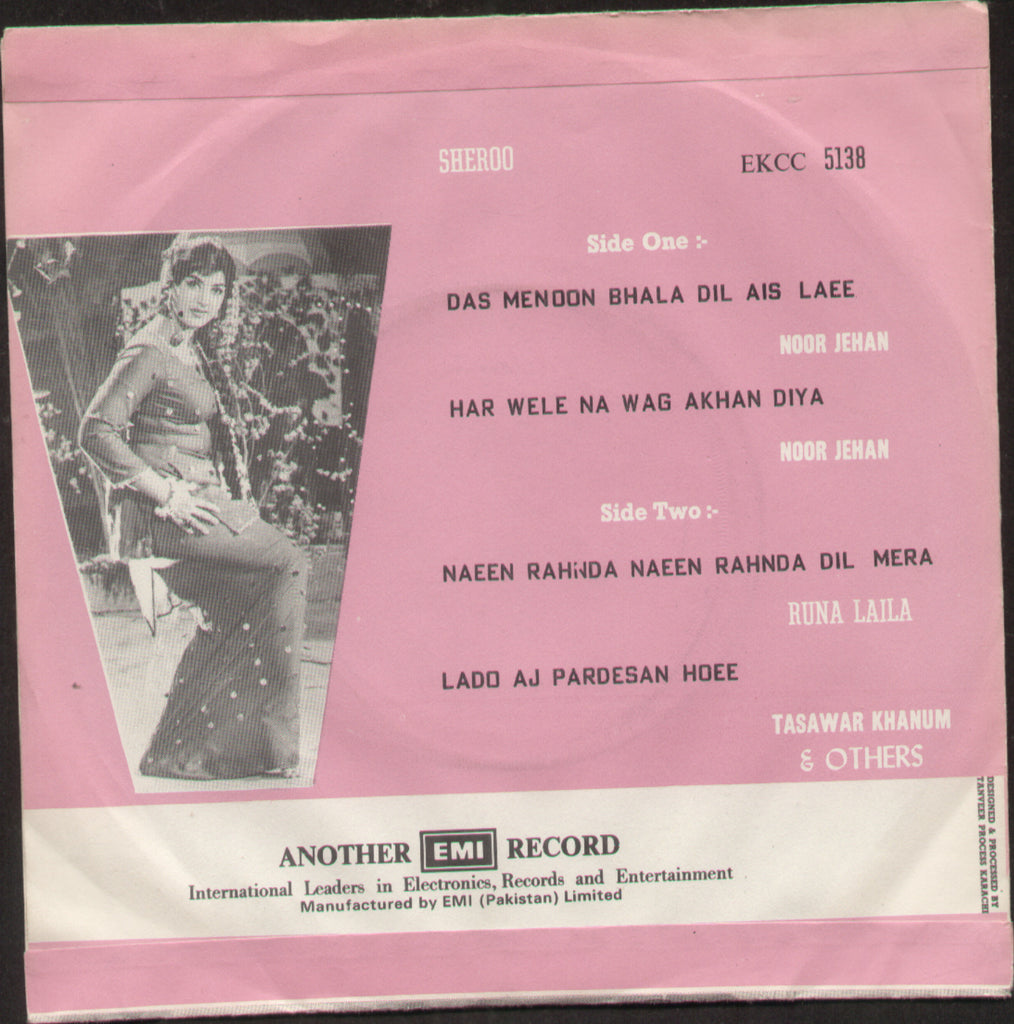 SHEROO
EKCC 5138
Side One :-
DAS MENOON BHALA DIL AIS LAEE
NOOR JEHAN
HAR WELE NA WAG AKHAN DIYA
NOOR JEHAN
Side Two :-
NAEEN RAHNDA NAEEN RAHNDA DIL MERA
RUNA LAILA
LADO AJ PARDESAN HOEE
TASAWAR KHANUM
& OTHERS
ANOTHER EMI RECORD
International Leaders in Electronics, Records and Entertainment
Manufactured by EMI (Pakistan) Limited
DESIGNED & PROCESSED BY
TANVEER PROCESS KARACHI